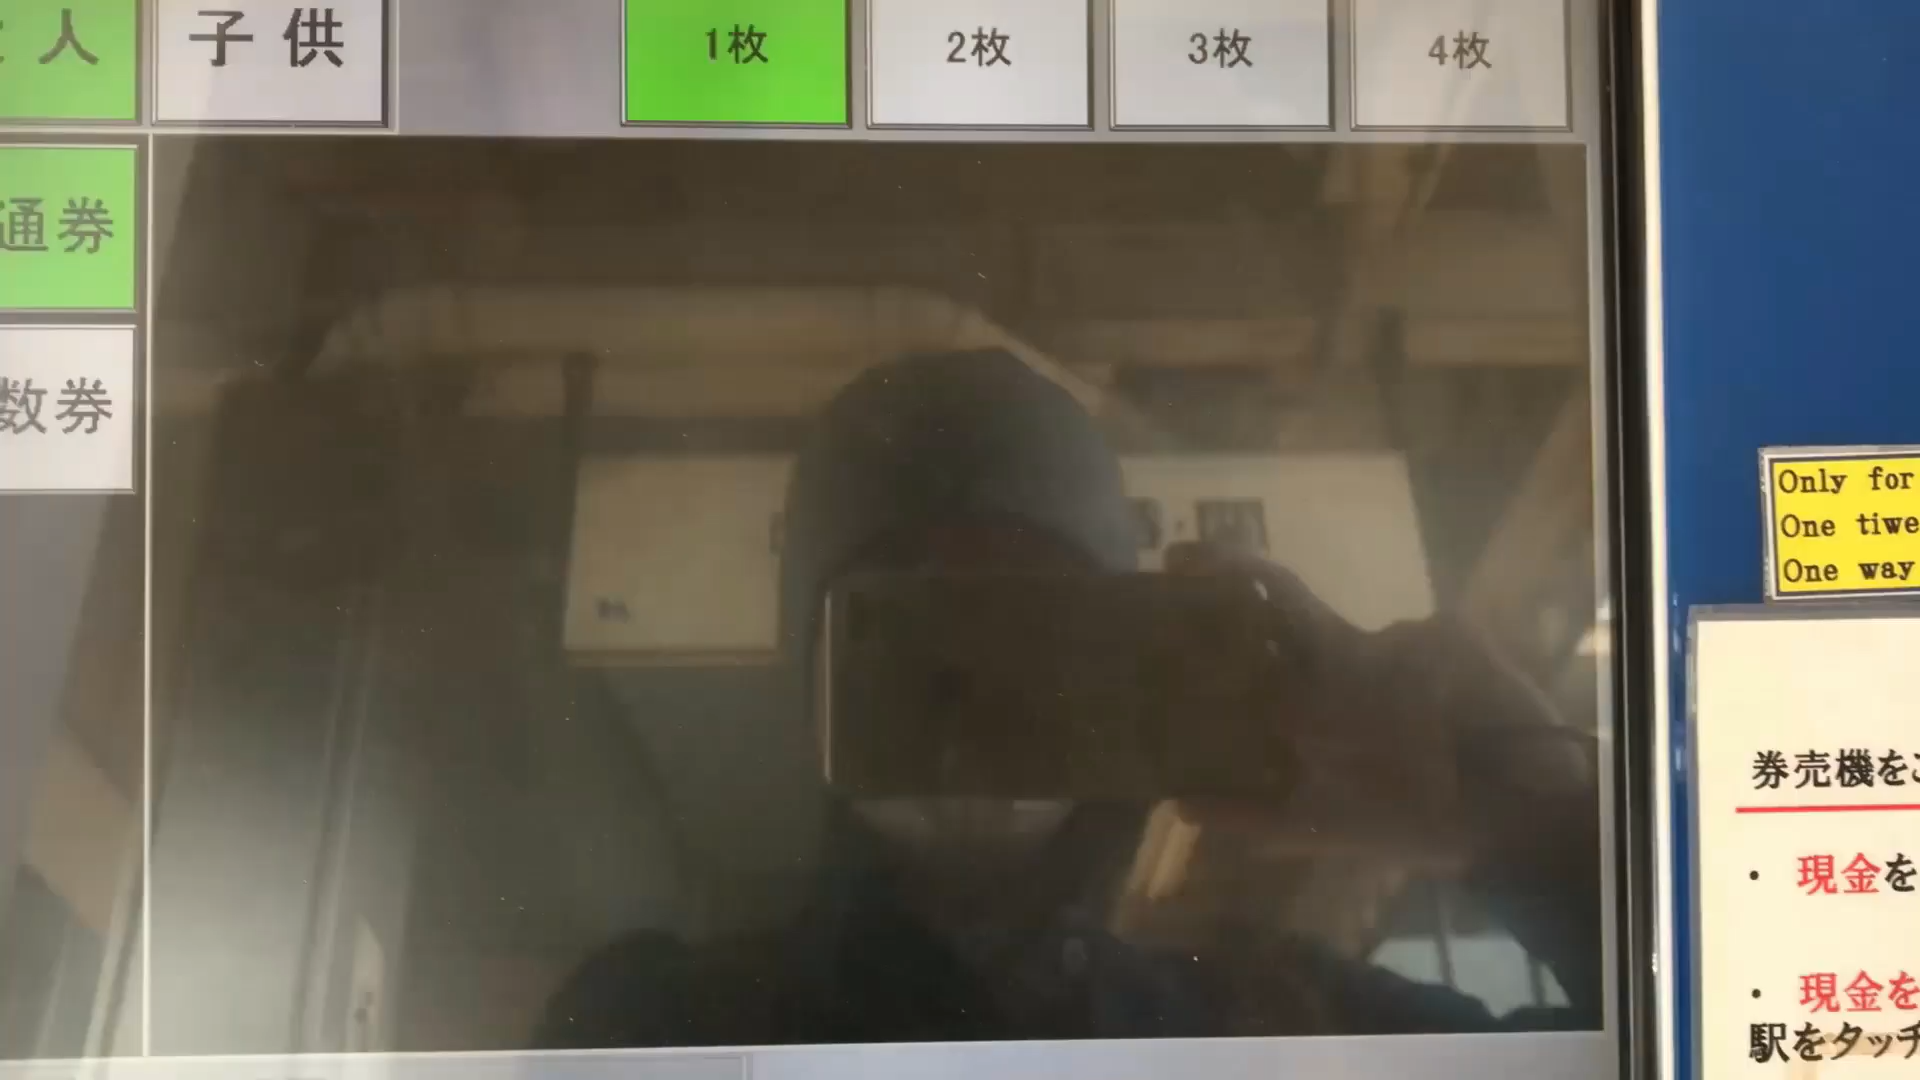 人
子供
1枚
2枚
3枚
4枚
通券
数券
Only for
One tiwe
One way
券売機を
・ 現金を
・ 現金を
駅をタッチ